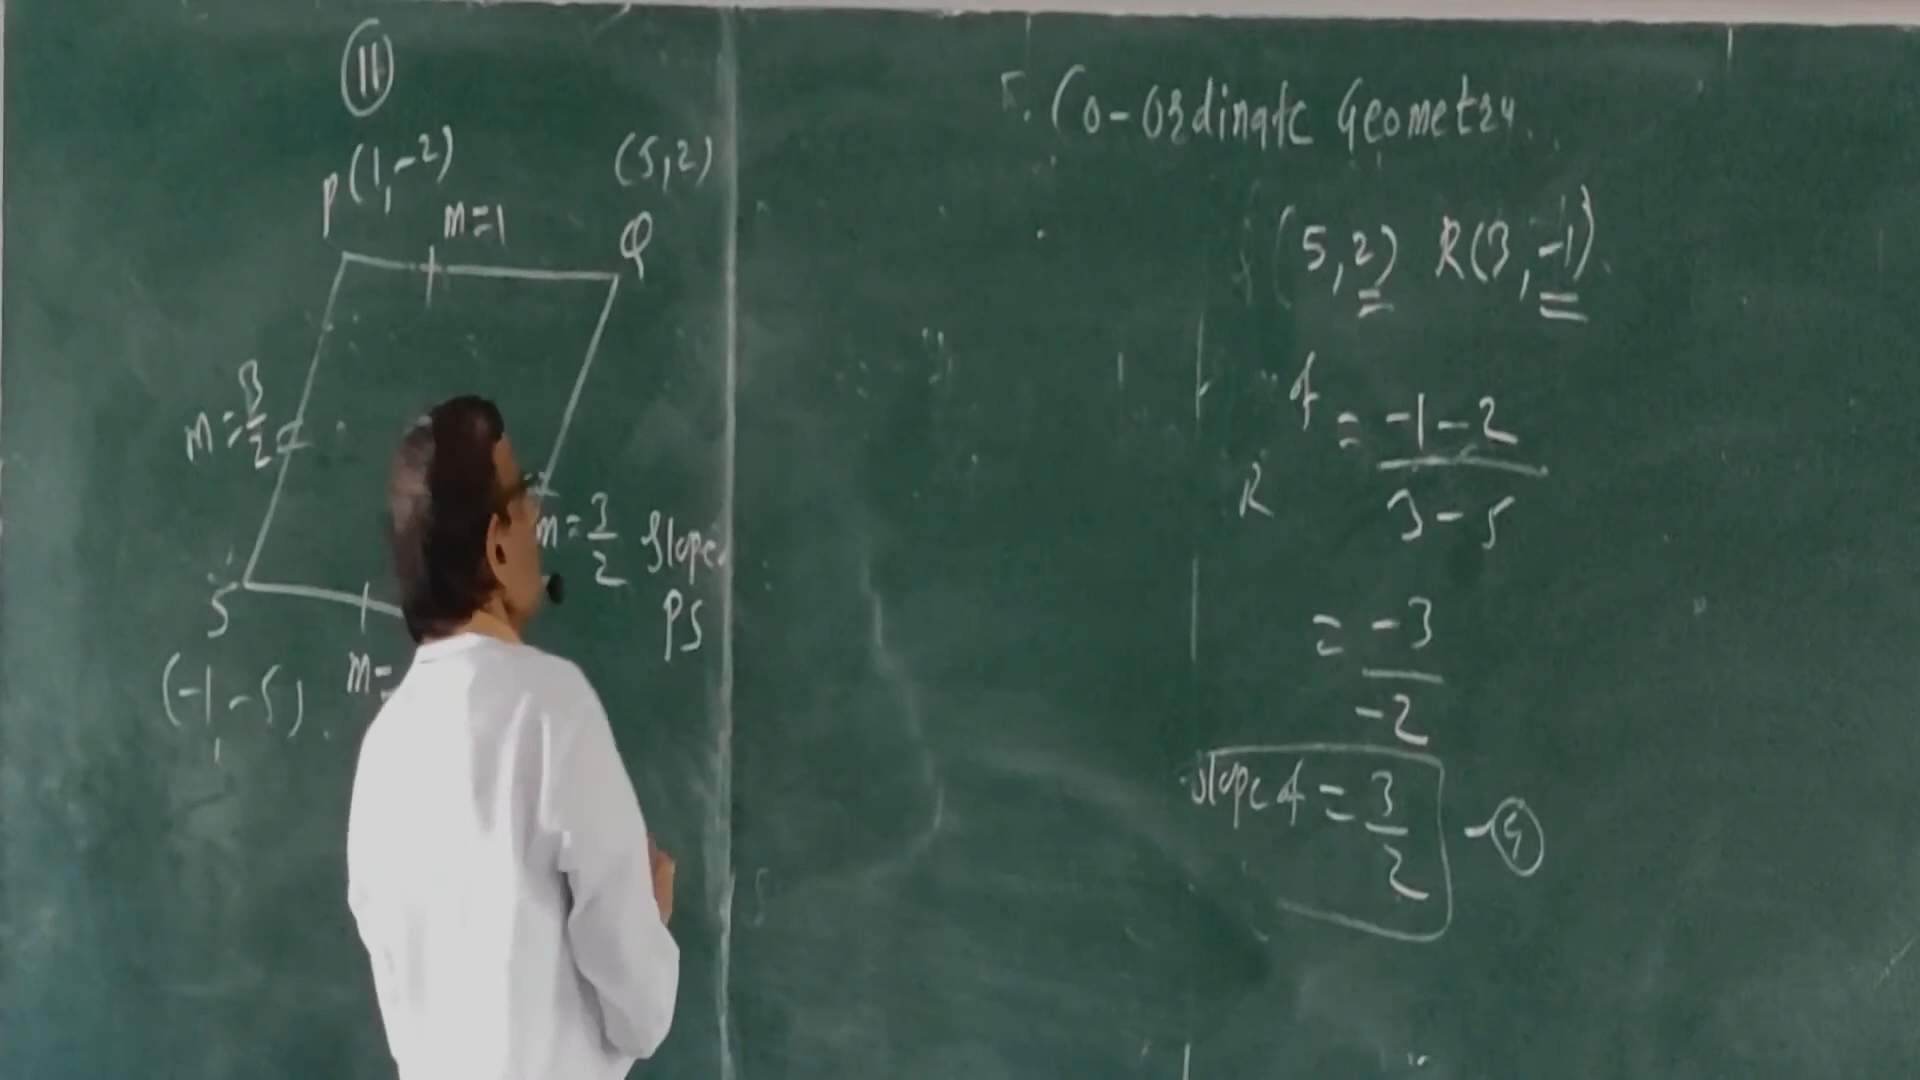 11
P(1,-2)
(5,2)
m=1
Q
m=3/2
m=3/2 Slope
PS
S
(-1-5)
m=
5. Co-ordinate Geometry
(5,2) R(3,-1)
= -1-2
R
3-5
= -3
-2
Slope of = 3/2